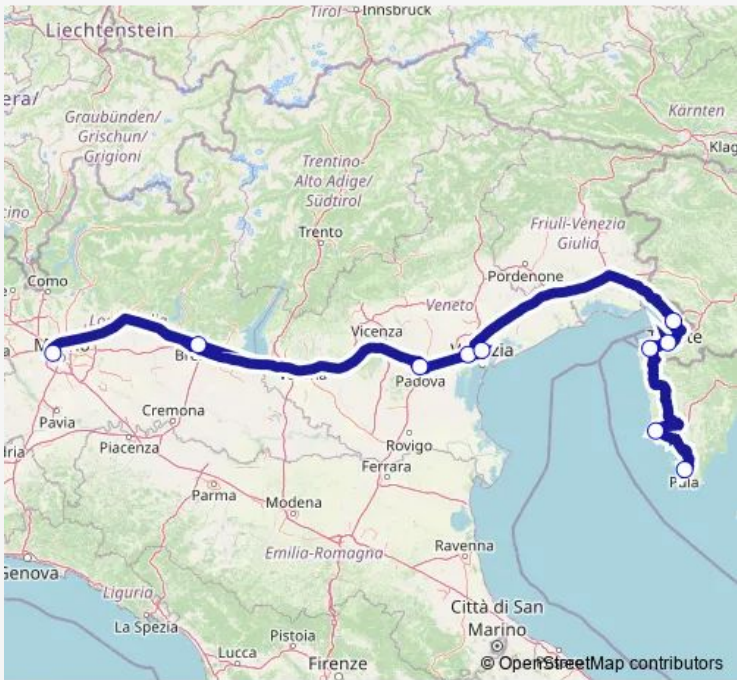 Tirol
Innsbruck
Liechtenstein
era/
Graubünden/
Grischun/
Grigioni
Kärnten
Klag
Trentino-
Alto Adige/
Südtirol
Friuli-Venezia
Giulia
Trento
Como
Pordenone
Veneto
Vicenza
Padova
Pavia
Cremona
Piacenza
Rovigo
Ferrara
Pula
Parma
Modena
Emilia-Romagna
Ravenna
Genova
Liguria
La Spezia
Città di San
Marino
Pistoia
Lucca
Firenze
© OpenStreetMap contributors